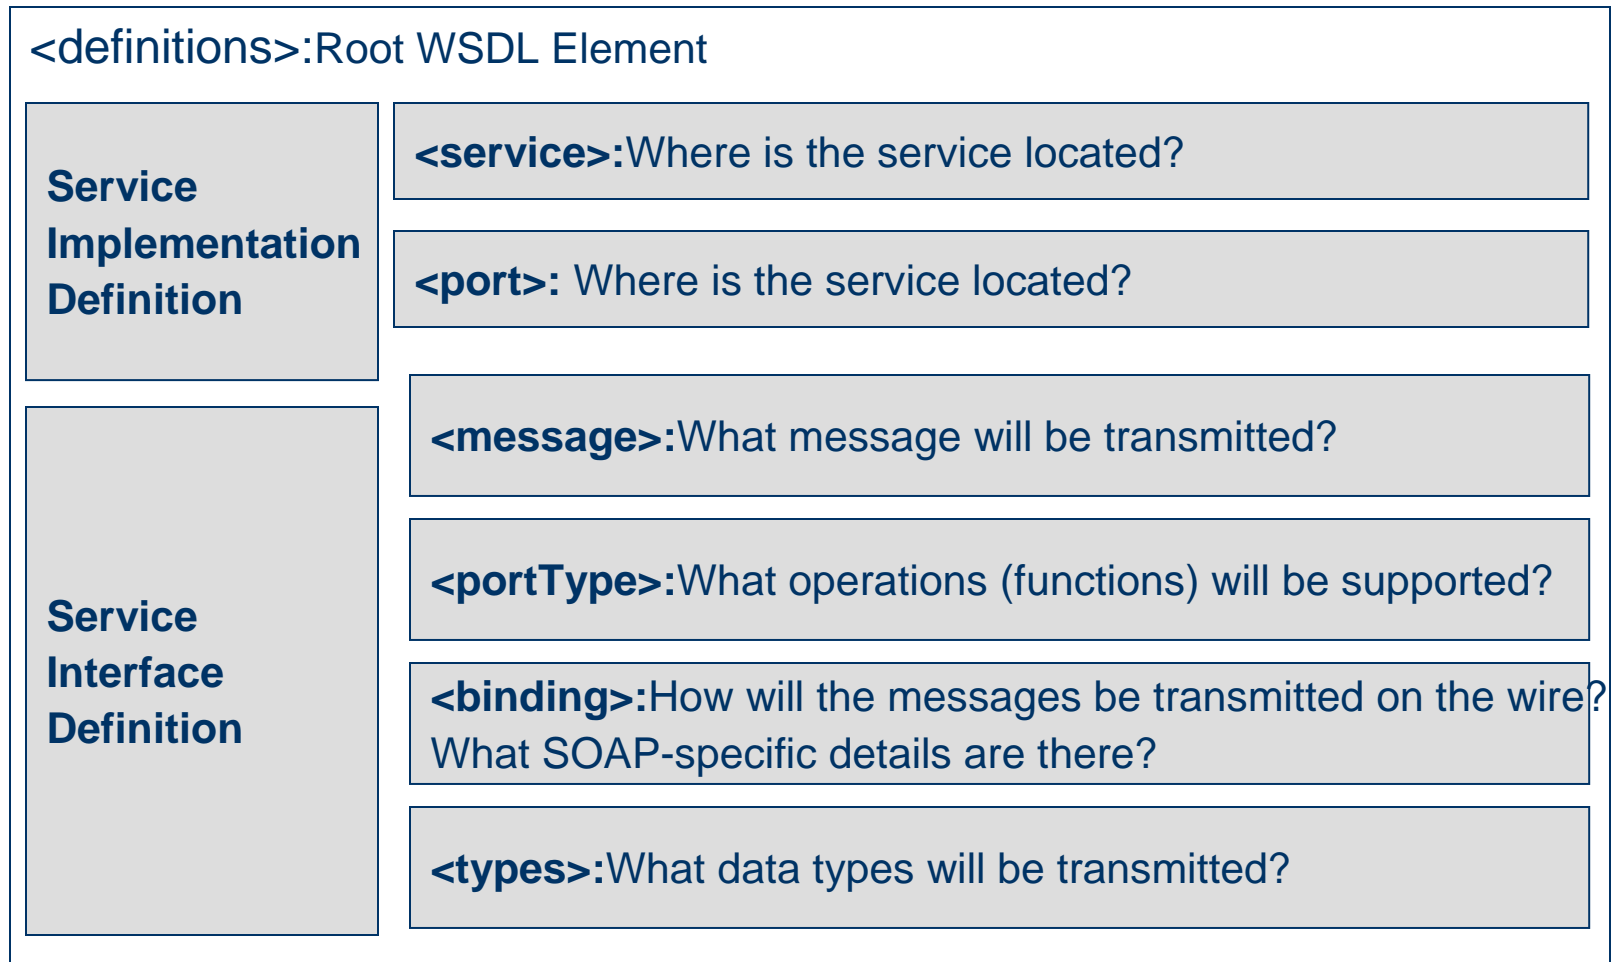 <definitions>:Root WSDL Element
Service
Implementation
Definition
<service>:Where is the service located?
<port>: Where is the service located?
Service
Interface
Definition
<message>:What message will be transmitted?
<portType>:What operations (functions) will be supported?
<binding>:How will the messages be transmitted on the wire?
What SOAP-specific details are there?
<types>:What data types will be transmitted?